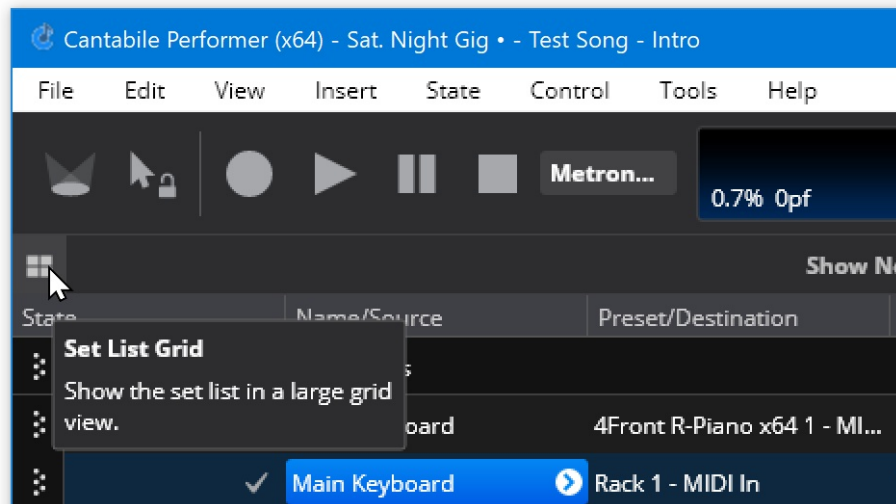 Cantabile Performer (x64) - Sat. Night Gig • - Test Song - Intro
File Edit View Insert State Control Tools Help
Metron...
0.7% 0pf
Show
State Name/Source Preset/Destination
Set List Grid
Show the set list in a large grid
view.
4Front R-Piano x64 1 - MI...
Main Keyboard Rack 1 - MIDI In